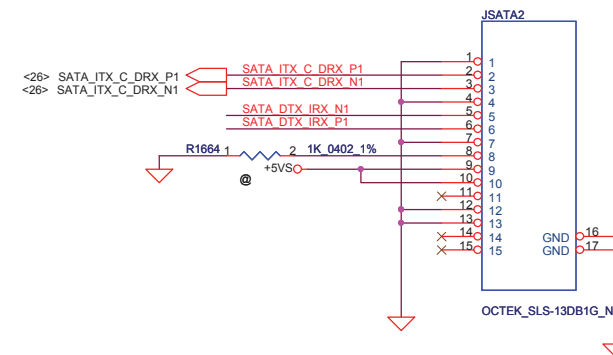 JSATA2
1 1
<26> SATA_ITX_C_DRX_P1 SATA_ITX_C_DRX_P1 2 2
<26> SATA_ITX_C_DRX_N1 SATA_ITX_C_DRX_N1 3 3
4 4
SATA_DTX_IRX_N1 5 5
SATA_DTX_IRX_P1 6 6
7 7
R1664 1 2 1K_0402_1% 8 8
+5VS 9 9
@ 10 10
11 11
12 12
13 13
14 14 GND 16
15 15 GND 17
OCTEK_SLS-13DB1G_N